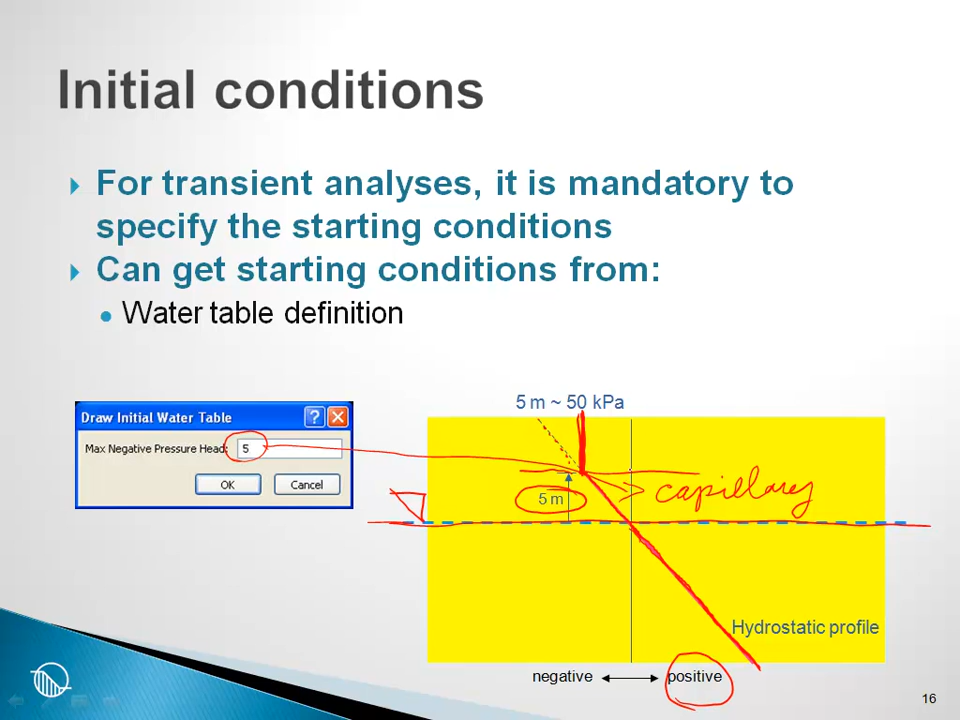 Initial conditions
For transient analyses, it is mandatory to
specify the starting conditions
Can get starting conditions from:
Water table definition
Draw Initial Water Table
Max Negative Pressure Head: 5
OK Cancel
5 m ~ 50 kPa
5 m
capillary
Hydrostatic profile
negative positive
16